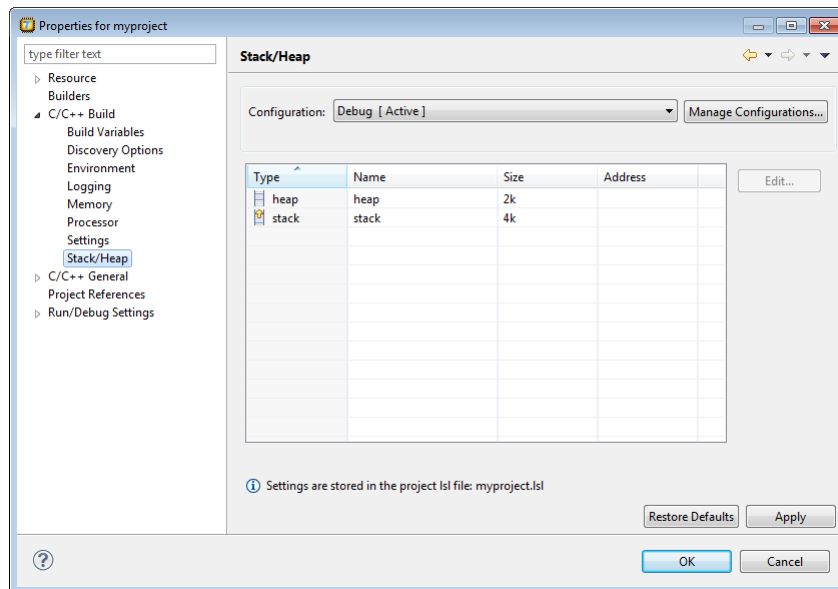 Properties for myproject
type filter text
Resource
Builders
C/C++ Build
Build Variables
Discovery Options
Environment
Logging
Memory
Processor
Settings
Stack/Heap
C/C++ General
Project References
Run/Debug Settings
Stack/Heap
Configuration: Debug [ Active ] Manage Configurations...
Type Name Size Address
heap heap 2k
stack stack 4k
Edit...
Settings are stored in the project lsl file: myproject.lsl
Restore Defaults Apply
OK Cancel